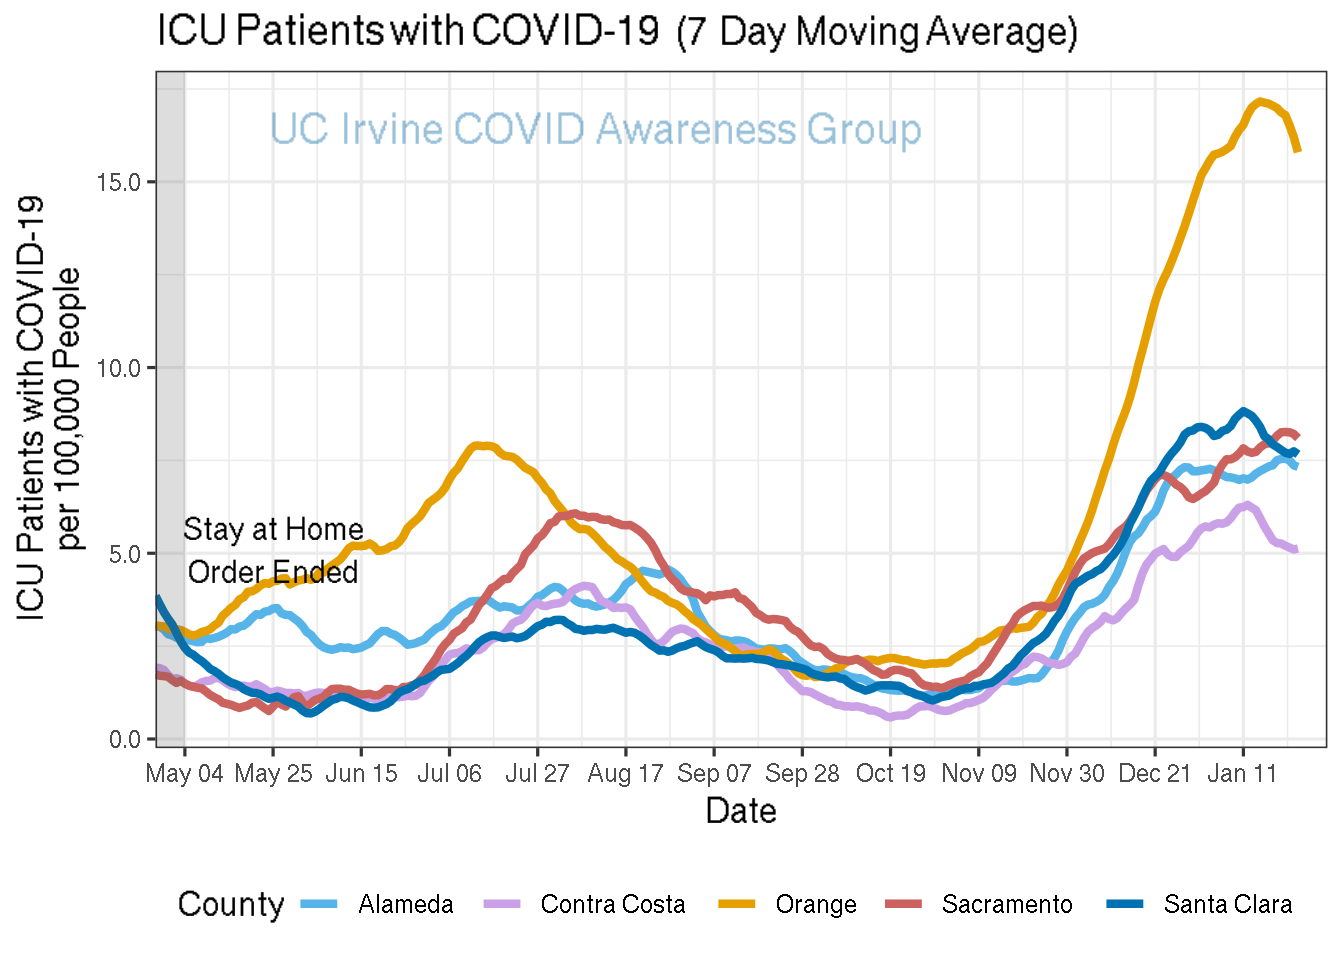 ICU Patients with COVID-19 (7 Day Moving Average)
UC Irvine COVID Awareness Group
ICU Patients with COVID-19
per 100,000 People
15.0
10.0
5.0
0.0
Stay at Home
Order Ended
May 04 May 25 Jun 15 Jul 06 Jul 27 Aug 17 Sep 07 Sep 28 Oct 19 Nov 09 Nov 30 Dec 21 Jan 11
Date
County Alameda Contra Costa Orange Sacramento Santa Clara